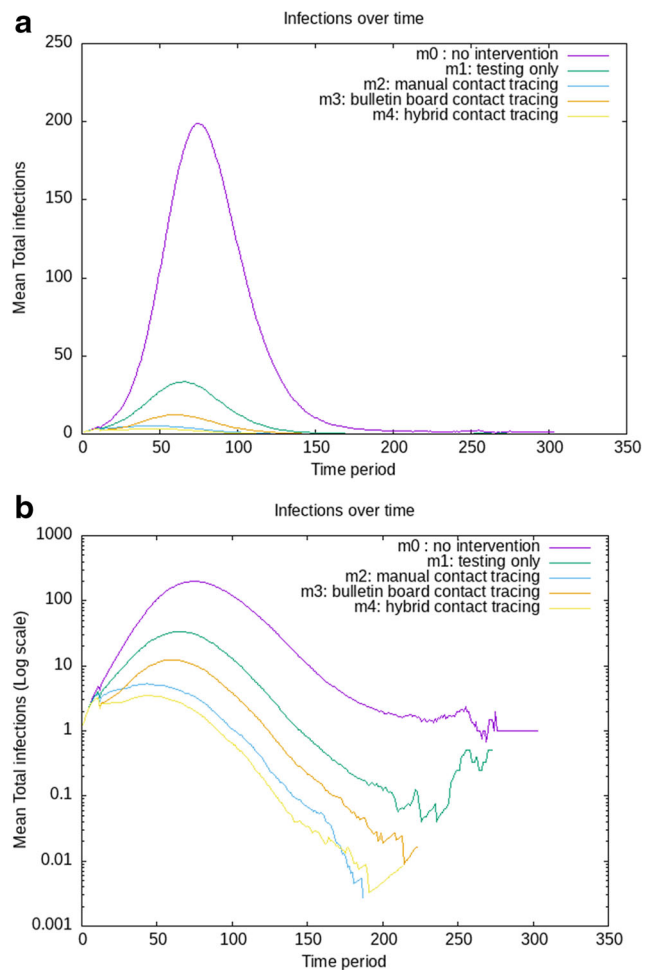 a
Infections over time
m0 : no intervention
m1: testing only
m2: manual contact tracing
m3: bulletin board contact tracing
m4: hybrid contact tracing
250
200
150
100
50
0
Mean Total infections
0 50 100 150 200 250 300 350
Time period
b
Infections over time
m0 : no intervention
m1: testing only
m2: manual contact tracing
m3: bulletin board contact tracing
m4: hybrid contact tracing
1000
100
10
1
0.1
0.01
0.001
Mean Total infections (Log scale)
0 50 100 150 200 250 300 350
Time period